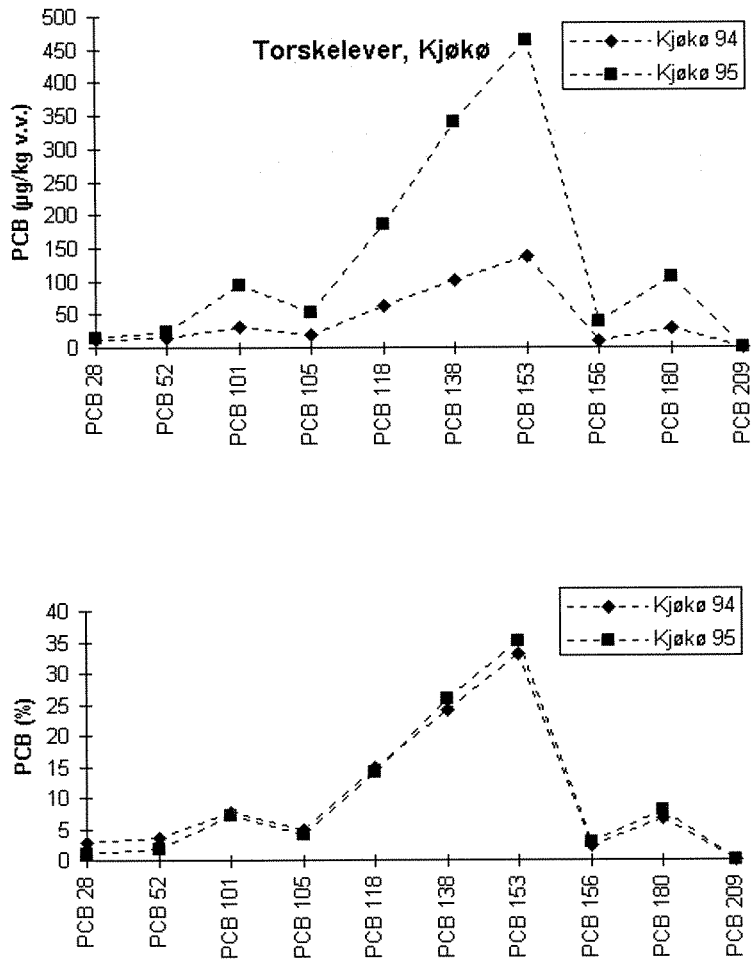 Torskelever, Kjøkø
Kjøkø 94
Kjøkø 95
PCB (µg/kg v.v.)
500
450
400
350
300
250
200
150
100
50
0
PCB 28
PCB 52
PCB 101
PCB 105
PCB 118
PCB 138
PCB 153
PCB 156
PCB 180
PCB 209
Kjøkø 94
Kjøkø 95
PCB (%)
40
35
30
25
20
15
10
5
0
PCB 28
PCB 52
PCB 101
PCB 105
PCB 118
PCB 138
PCB 153
PCB 156
PCB 180
PCB 209